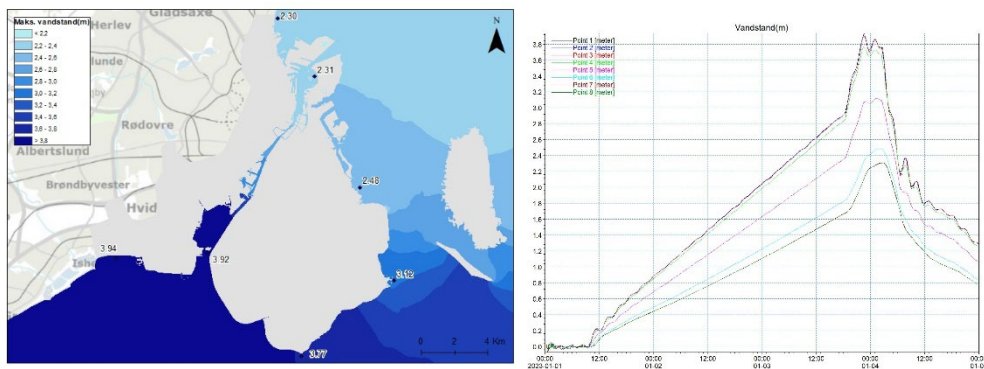 Maks. vandstand(m)
< 2,2
2,2 - 2,4
2,4 - 2,6
2,6 - 2,8
2,8 - 3,0
3,0 - 3,2
3,2 - 3,4
3,4 - 3,6
3,6 - 3,8
> 3,8
Gladsaxe
Herlev
lunde
Rødovre
Albertslund
Brøndbyvester
Hvid
Ishø
2.30
2.31
2.48
3.94
3.92
3.12
3.77
N
0 2 4 Km
Vandstand(m)
Point 1 [meter]
Point 2 [meter]
Point 3 [meter]
Point 4 [meter]
Point 5 [meter]
Point 6 [meter]
Point 7 [meter]
Point 8 [meter]
3.8
3.6
3.4
3.2
3.0
2.8
2.6
2.4
2.2
2.0
1.8
1.6
1.4
1.2
1.0
0.8
0.6
0.4
0.2
0.0
00:00 12:00 00:00 12:00 00:00 12:00 00:00 12:00 00:00
2023-01-01 01-02 01-03 01-04 01-0